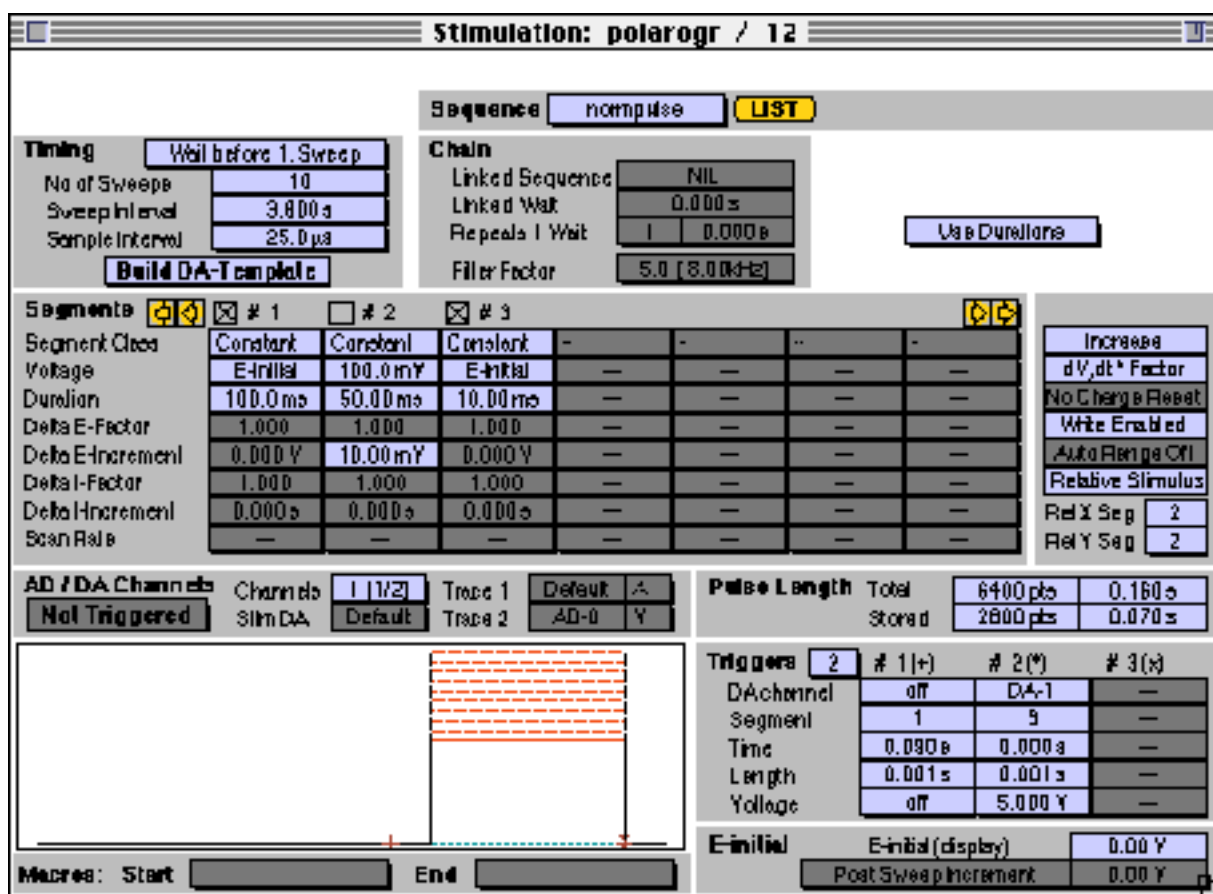 Stimulation: polarogr / 12
Sequence normpulse LIST
Timing Wait before 1. Sweep
No of Sweeps 10
Sweep Interval 3.800 s
Sample Interval 25.0 µs
Build DA-Template
Chain
Linked Sequence NIL
Linked Wait 0.000 s
Repeats / Wait 1 0.000 s
Filter Factor 5.0 [8.00kHz]
Use Durations
Segments # 1 # 2 # 3
Segment Class Constant Constant Constant - - - -
Voltage E-initial 100.0 mV E-initial — — — —
Duration 100.0 ms 50.00 ms 10.00 ms — — — —
Delta E-Factor 1.000 1.000 1.000 — — — —
Delta E-Increment 0.000 V 10.00 mV 0.000 V — — — —
Delta t-Factor 1.000 1.000 1.000 — — — —
Delta t-Increment 0.000 s 0.000 s 0.000 s — — — —
Scan Rate — — — — — — —
Increase
dV,dt * Factor
No Charge Reset
Write Enabled
Auto Range Off
Relative Stimulus
Rel X Seg 2
Rel Y Seg 2
AD / DA Channels Channels 1 [1/2] Trace 1 Default A
Not Triggered Stim DA Default Trace 2 AD-0 V
Pulse Length Total 6400 pts 0.160 s
Stored 2800 pts 0.070 s
Triggers 2 # 1(+) # 2(*) # 3(x)
DA channel off DA-1 —
Segment 1 —
Time 0.090 s 0.000 s —
Length 0.001 s 0.001 s —
Voltage off 5.000 V —
E-initial E-initial (display) 0.00 V
Post Sweep Increment 0.00 V
Macros: Start End